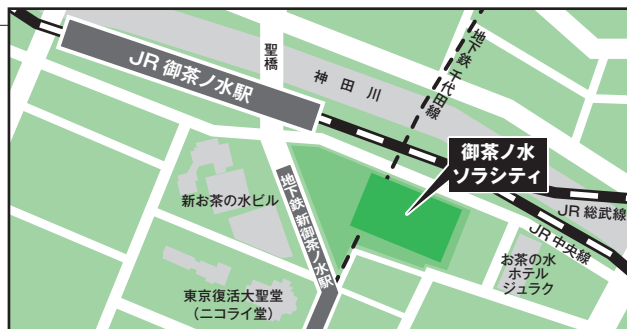 JR 御茶ノ水駅
聖橋
神田川
地下鉄 千代田線
御茶ノ水
ソラシティ
新お茶の水ビル
地下鉄 新御茶ノ水駅
JR 総武線
JR 中央線
お茶の水
ホテル
ジュラク
東京復活大聖堂
（ニコライ堂）